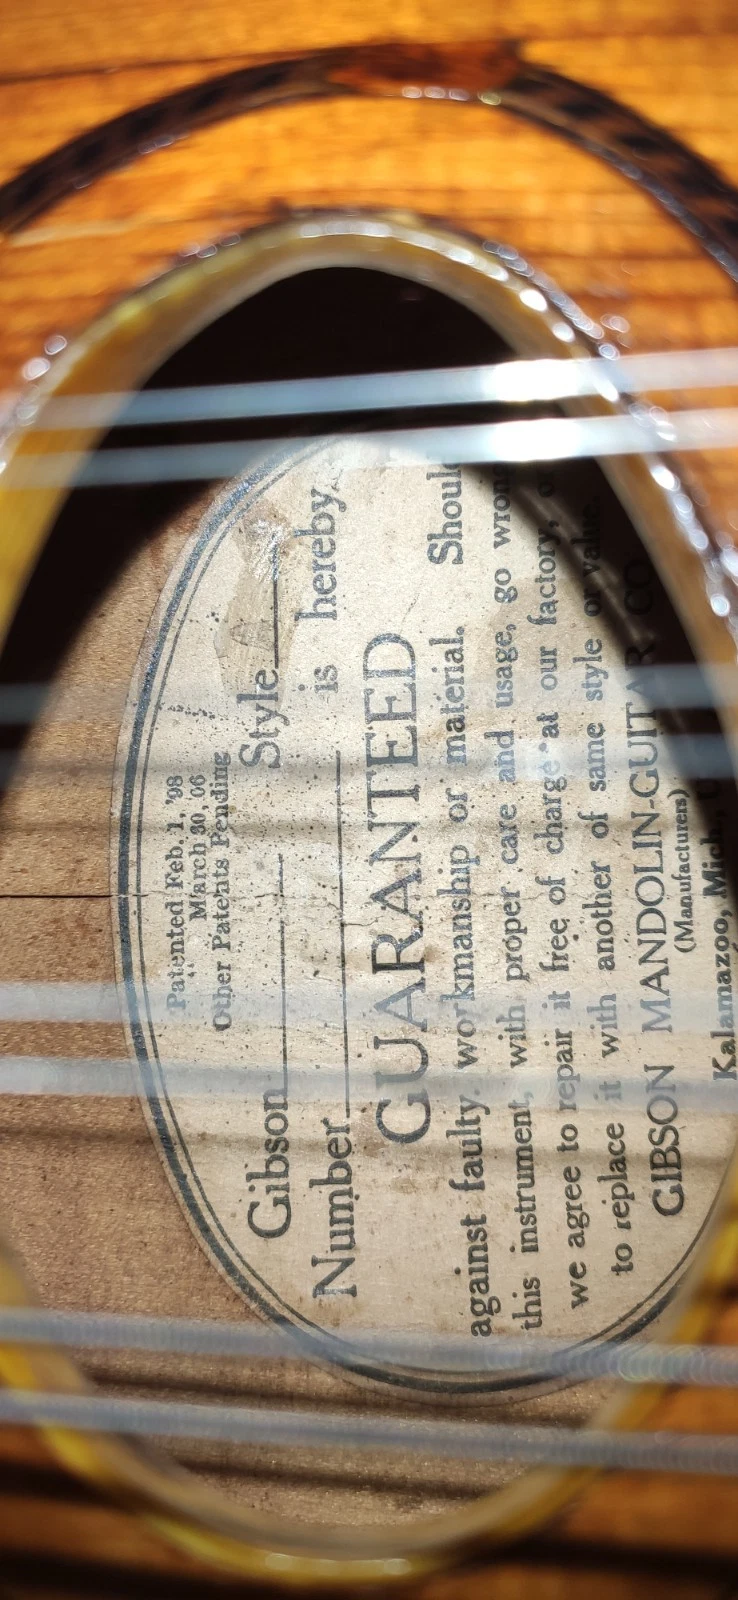 Patented Feb. 1, '98
March 30, '06
Other Patents Pending
Gibson Style
Number is hereby
GUARANTEED
against faulty workmanship or material. Should
this instrument, with proper care and usage, go wrong
we agree to repair it free of charge at our factory, or
to replace it with another of same style or value.
GIBSON MANDOLIN-GUITAR CO
(Manufacturers)
Kalamazoo, Mich.,